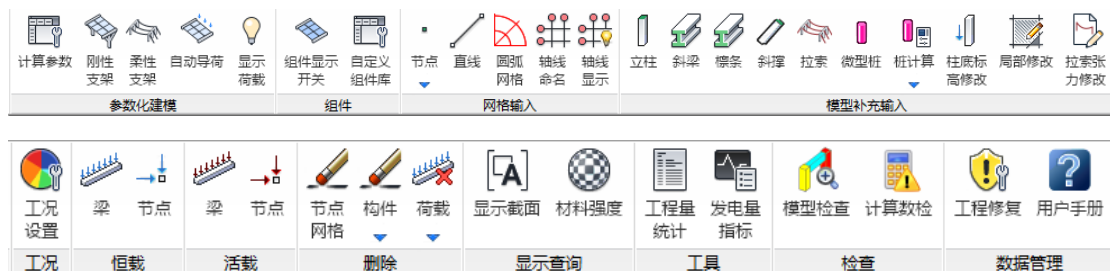 计算参数 刚性支架 柔性支架 自动导荷 显示荷载 组件显示开关 自定义组件库 节点 直线 圆弧网格 轴线命名 轴线显示 立柱 斜梁 檩条 斜撑 拉索 微型桩 桩计算 柱底标高修改 局部修改 拉索张力修改
参数化建模 组件 网格输入 模型补充输入
工况设置 梁 节点 梁 节点 节点网格 构件 荷载 显示截面 材料强度 工程量统计 发电量指标 模型检查 计算数检 工程修复 用户手册
工况 恒载 活载 删除 显示查询 工具 检查 数据管理